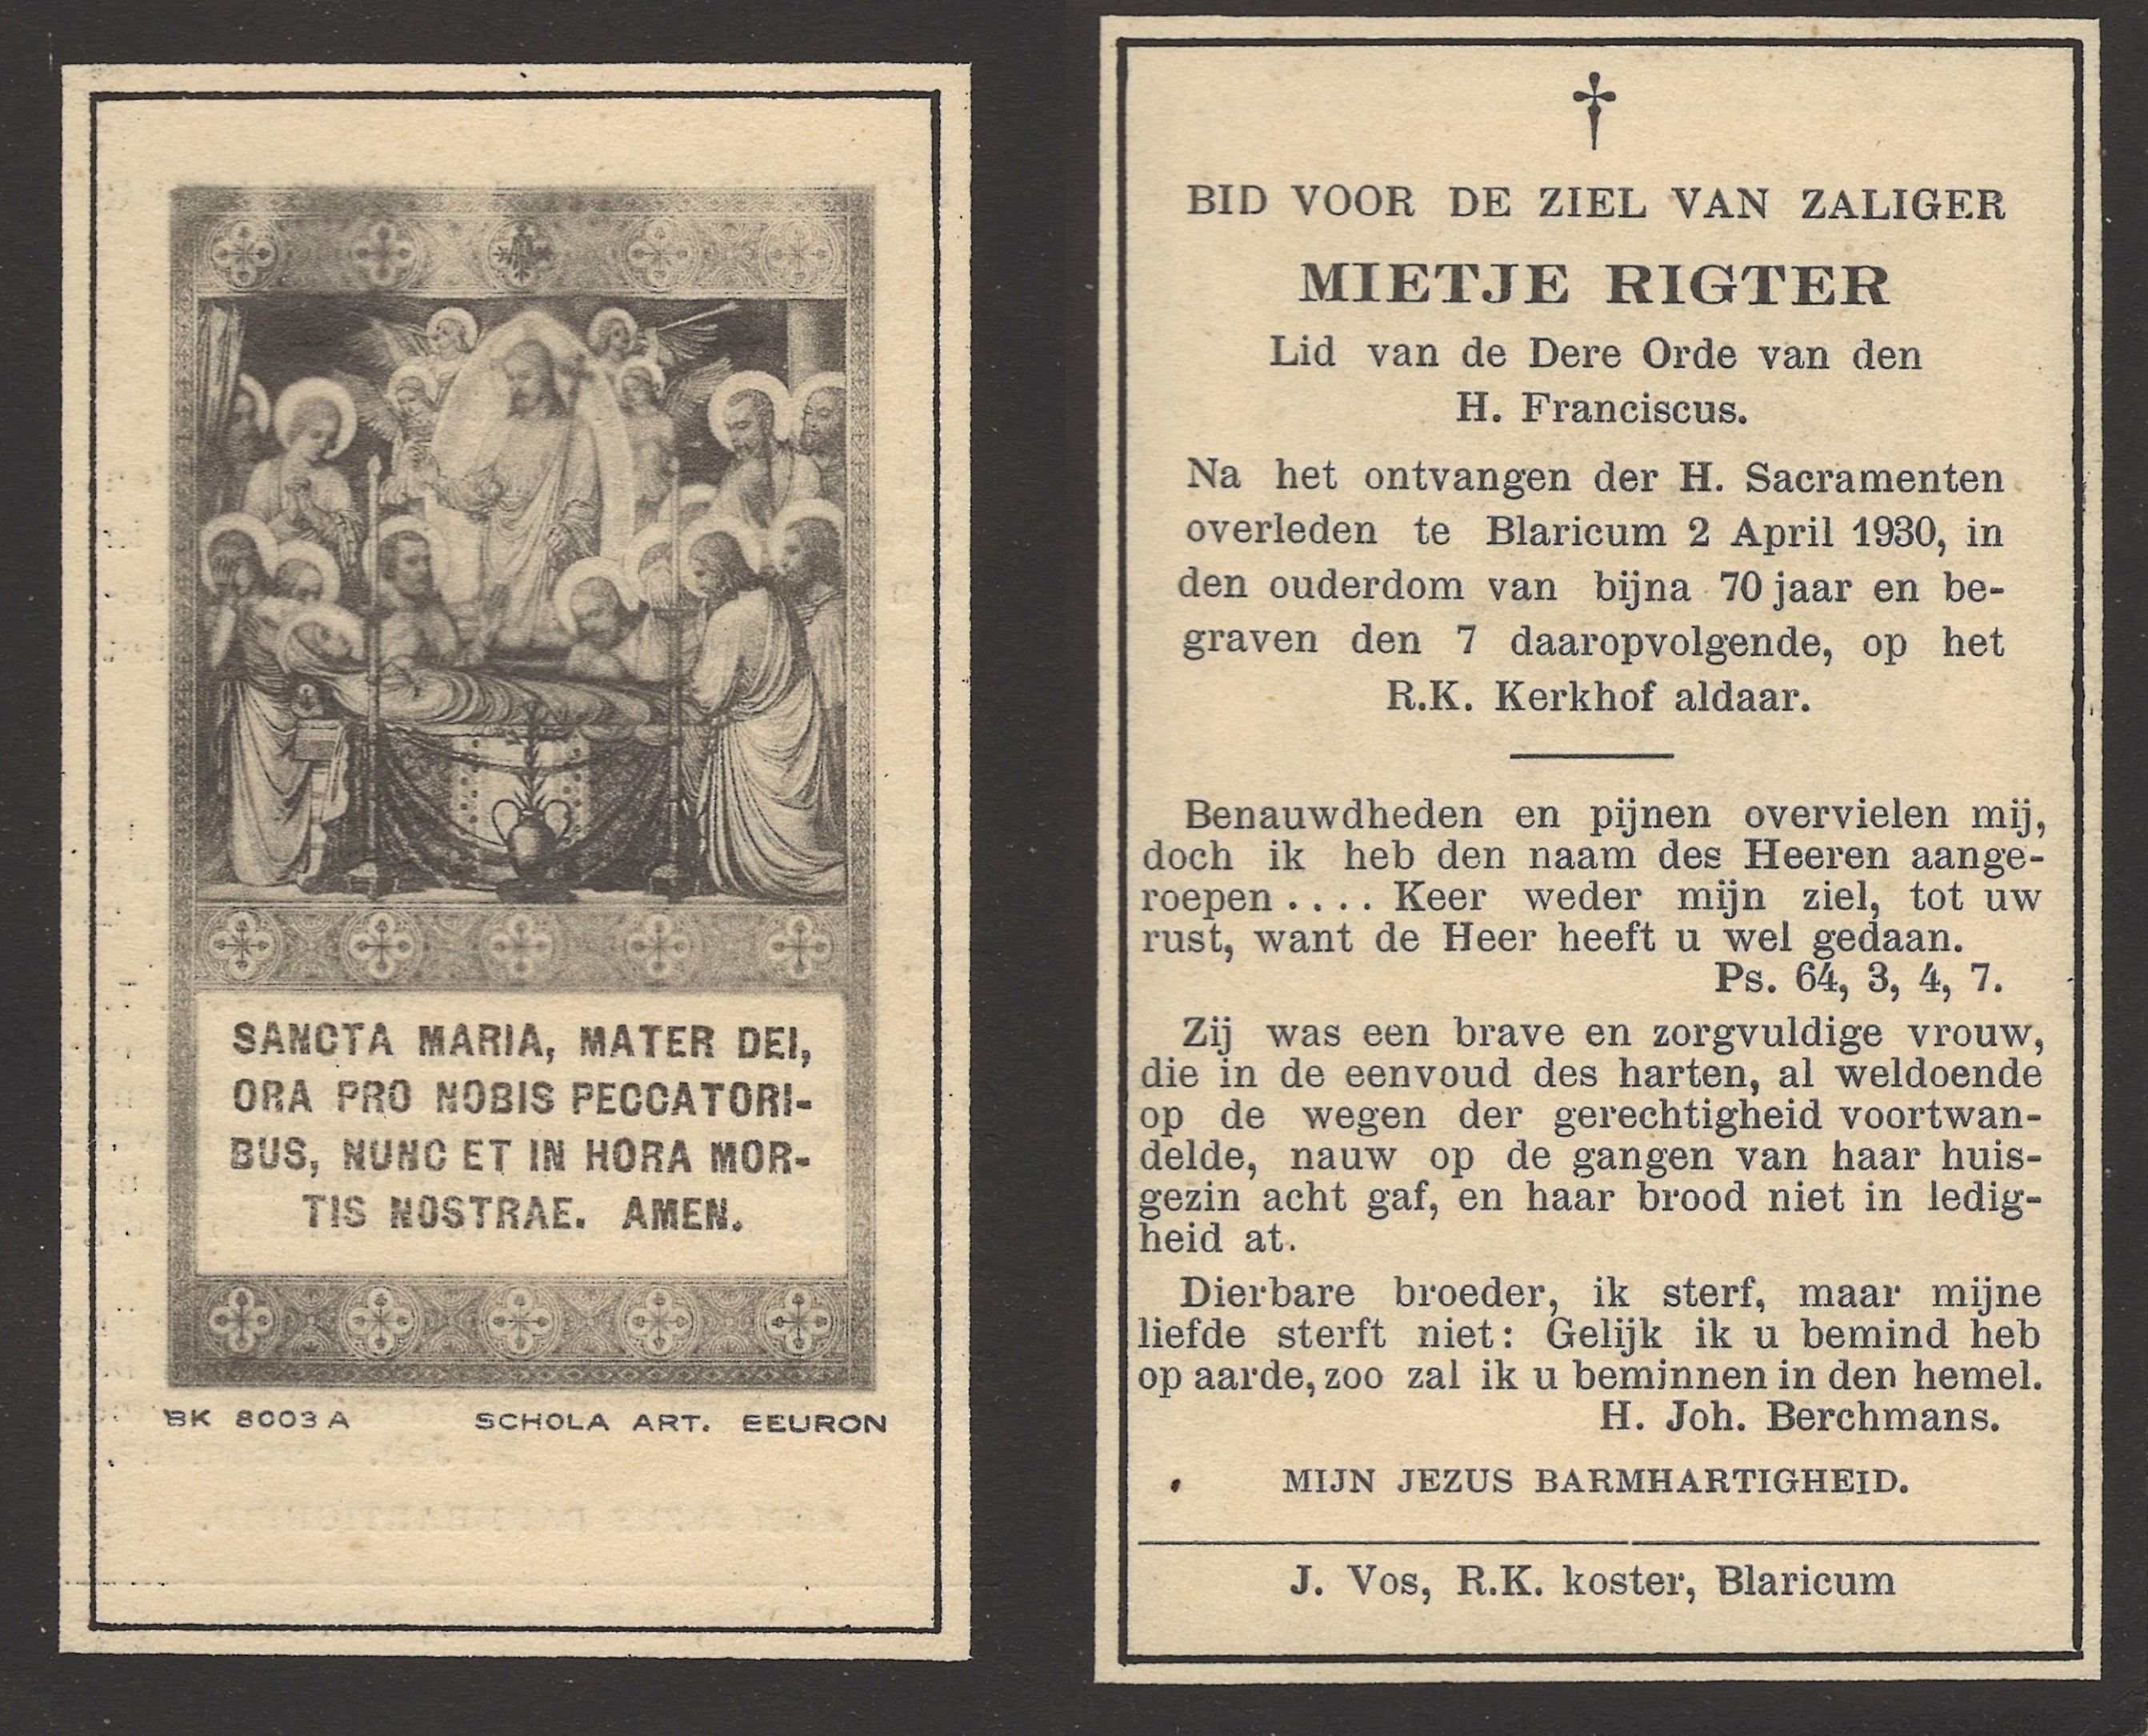 SANCTA MARIA, MATER DEI,
ORA PRO NOBIS PECCATORI-
BUS, NUNC ET IN HORA MOR-
TIS NOSTRAE. AMEN.
BK 8003 A SCHOLA ART. EEURON
BID VOOR DE ZIEL VAN ZALIGER
MIETJE RIGTER
Lid van de Dere Orde van den
H. Franciscus.
Na het ontvangen der H. Sacramenten
overleden te Blaricum 2 April 1930, in
den ouderdom van bijna 70 jaar en be-
graven den 7 daaropvolgende, op het
R.K. Kerkhof aldaar.
Benauwdheden en pijnen overvielen mij,
doch ik heb den naam des Heeren aange-
roepen .... Keer weder mijn ziel, tot uw
rust, want de Heer heeft u wel gedaan.
Ps. 64, 3, 4, 7.
Zij was een brave en zorgvuldige vrouw,
die in de eenvoud des harten, al weldoende
op de wegen der gerechtigheid voortwan-
delde, nauw op de gangen van haar huis-
gezin acht gaf, en haar brood niet in ledig-
heid at.
Dierbare broeder, ik sterf, maar mijne
liefde sterft niet: Gelijk ik u bemind heb
op aarde, zoo zal ik u beminnen in den hemel.
H. Joh. Berchmans.
MIJN JEZUS BARMHARTIGHEID.
J. Vos, R.K. koster, Blaricum